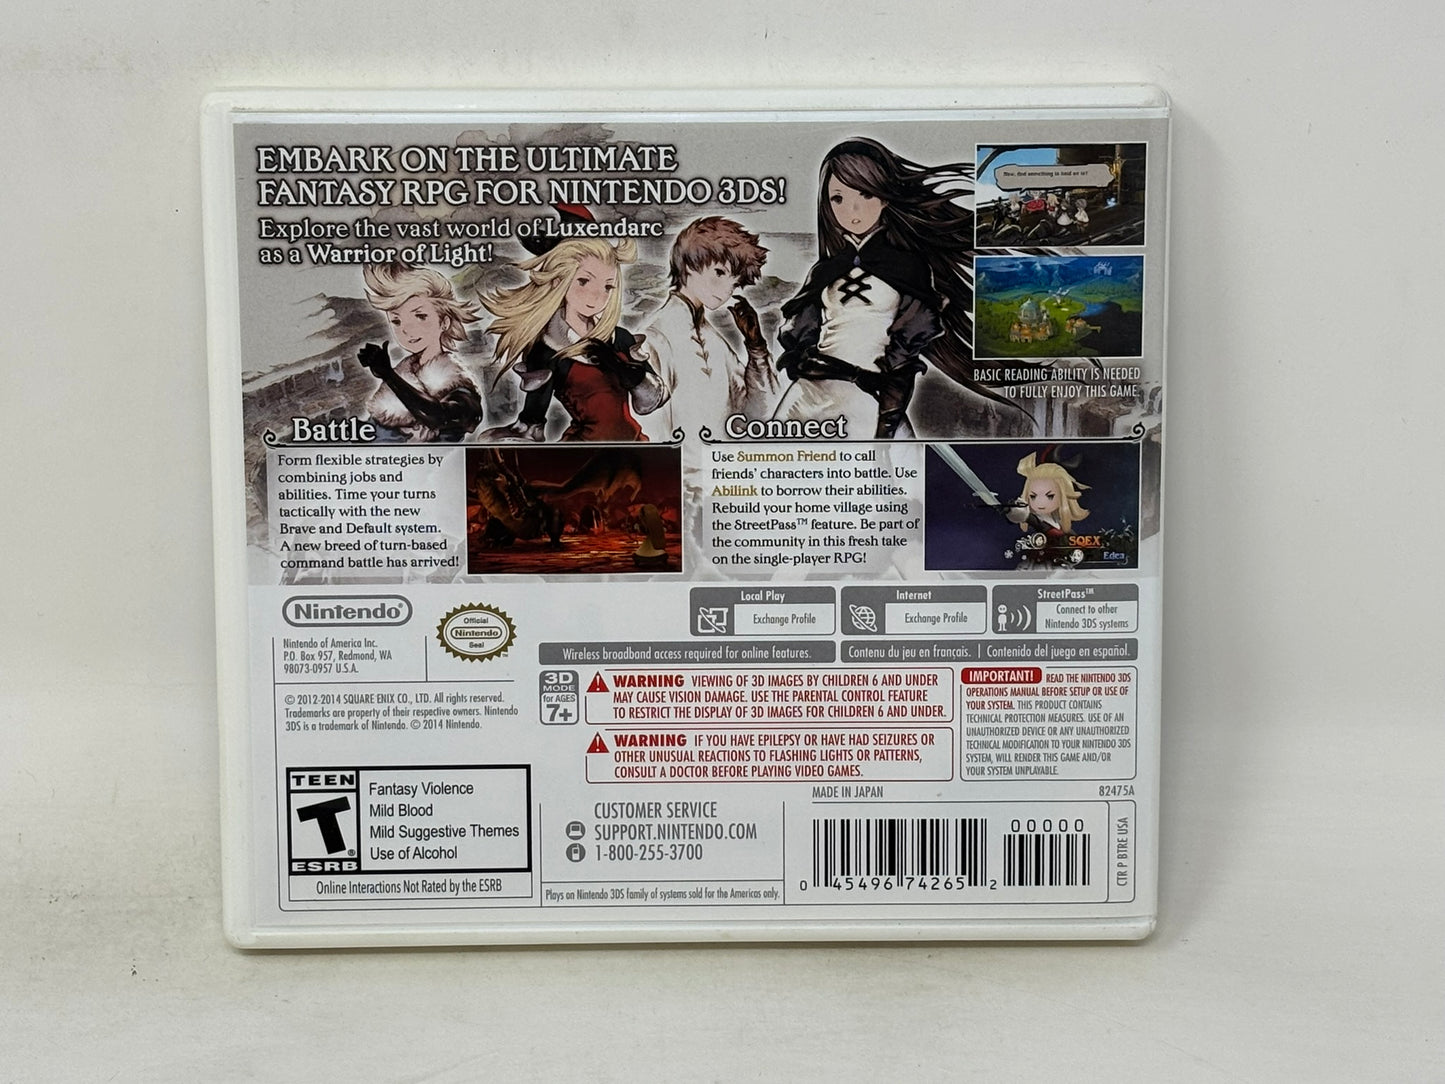 EMBARK ON THE ULTIMATE
FANTASY RPG FOR NINTENDO 3DS!
Explore the vast world of Luxendarc
as a Warrior of Light!
Now, find something to hold on to!
BASIC READING ABILITY IS NEEDED
TO FULLY ENJOY THIS GAME.
Battle
Form flexible strategies by
combining jobs and
abilities. Time your turns
tactically with the new
Brave and Default system.
A new breed of turn-based
command battle has arrived!
Connect
Use Summon Friend to call
friends' characters into battle. Use
Abilink to borrow their abilities.
Rebuild your home village using
the StreetPass™ feature. Be part of
the community in this fresh take
on the single-player RPG!
SQEX
Edea
Nintendo®
Nintendo of America Inc.
P.O. Box 957, Redmond, WA
98073-0957 U.S.A.
Official
Nintendo
Seal
Local Play
Exchange Profile
Internet
Exchange Profile
StreetPass™
Connect to other
Nintendo 3DS systems
Wireless broadband access required for online features.
Contenu du jeu en français.
Contenido del juego en español.
© 2012-2014 SQUARE ENIX CO., LTD. All rights reserved.
Trademarks are property of their respective owners. Nintendo
3DS is a trademark of Nintendo. © 2014 Nintendo.
3D
MODE
for AGES
7+
WARNING VIEWING OF 3D IMAGES BY CHILDREN 6 AND UNDER
MAY CAUSE VISION DAMAGE. USE THE PARENTAL CONTROL FEATURE
TO RESTRICT THE DISPLAY OF 3D IMAGES FOR CHILDREN 6 AND UNDER.
WARNING IF YOU HAVE EPILEPSY OR HAVE HAD SEIZURES OR
OTHER UNUSUAL REACTIONS TO FLASHING LIGHTS OR PATTERNS,
CONSULT A DOCTOR BEFORE PLAYING VIDEO GAMES.
IMPORTANT! READ THE NINTENDO 3DS
OPERATIONS MANUAL BEFORE SETUP OR USE OF
YOUR SYSTEM. THIS PRODUCT CONTAINS
TECHNICAL PROTECTION MEASURES. USE OF AN
UNAUTHORIZED DEVICE OR ANY UNAUTHORIZED
TECHNICAL MODIFICATION TO YOUR NINTENDO 3DS
SYSTEM, WILL RENDER THIS GAME AND/OR
YOUR SYSTEM UNPLAYABLE.
TEEN
T
ESRB
Fantasy Violence
Mild Blood
Mild Suggestive Themes
Use of Alcohol
Online Interactions Not Rated by the ESRB
CUSTOMER SERVICE
SUPPORT.NINTENDO.COM
1-800-255-3700
Plays on Nintendo 3DS family of systems sold for the Americas only.
MADE IN JAPAN
82475A
00000
0 45496 74265 2
CTR P BTRE USA